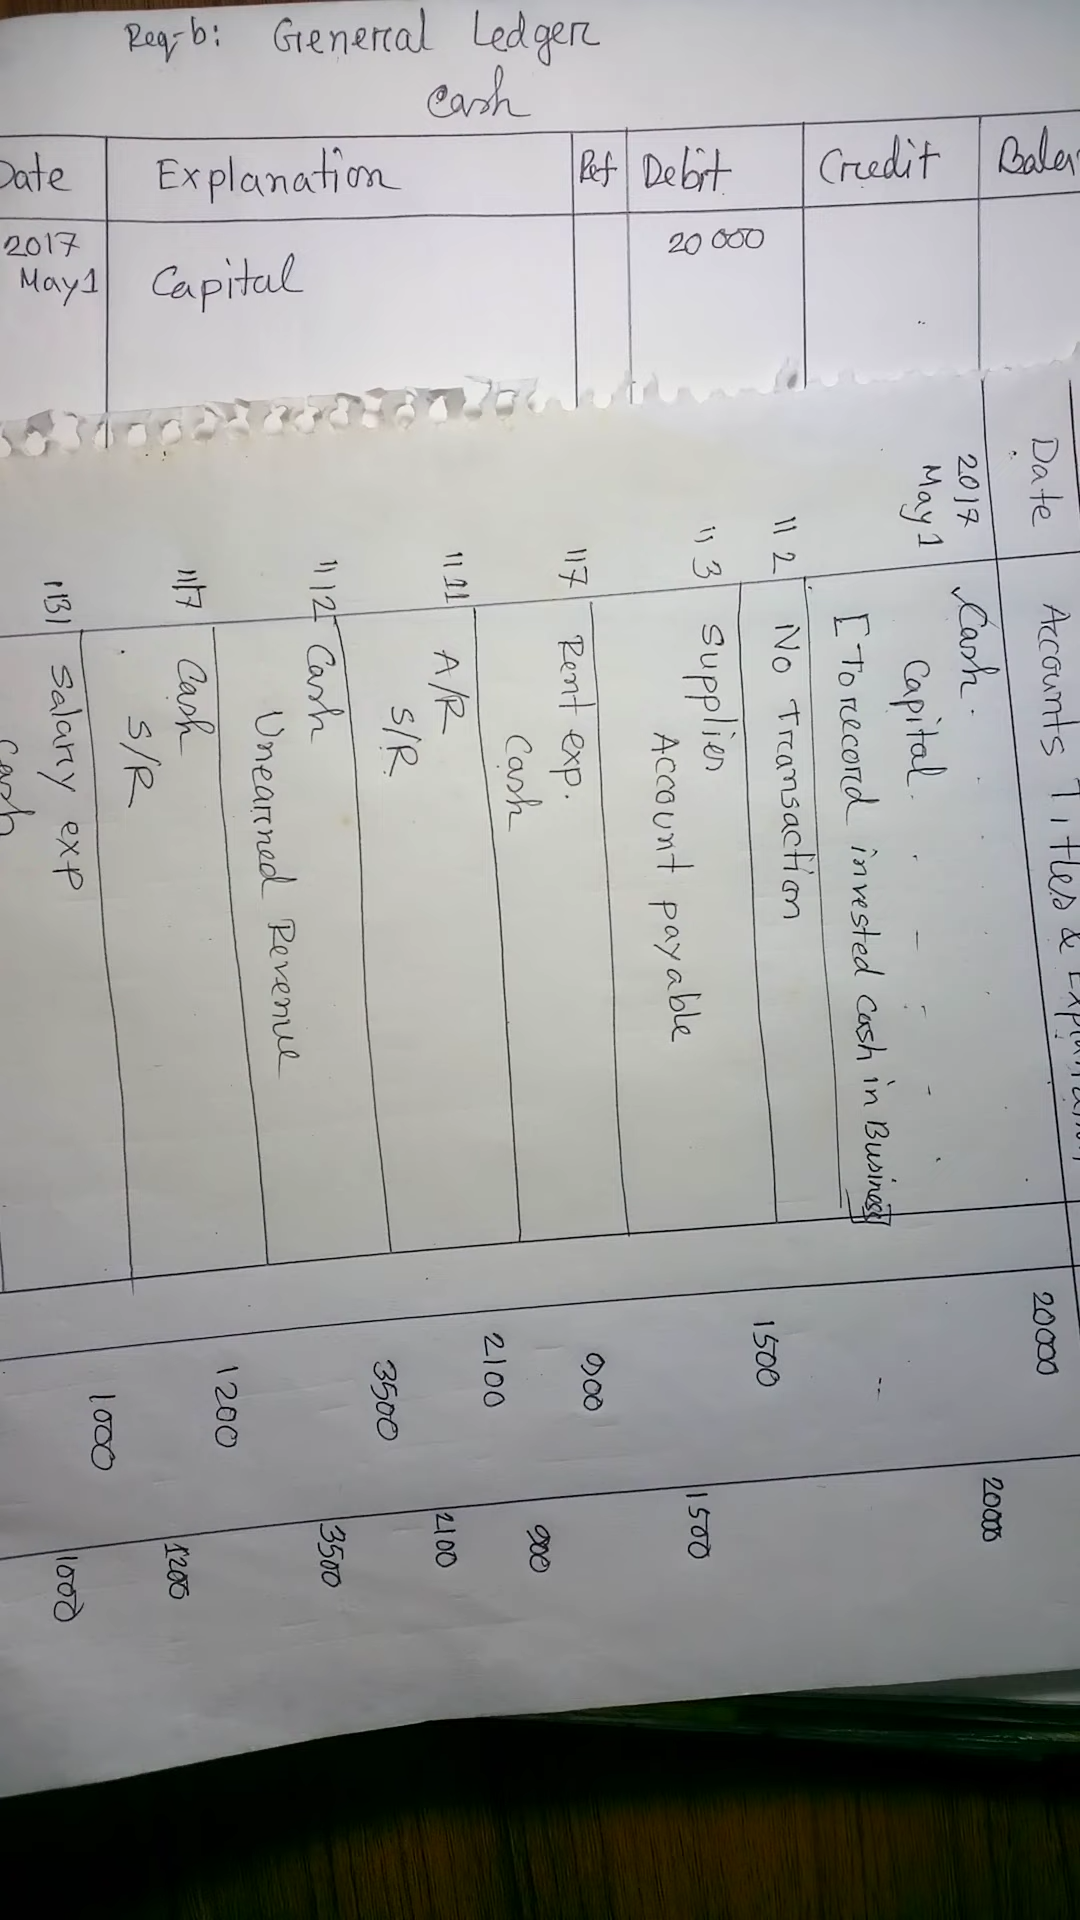 Req-b: General Ledger
Cash
Date Explanation Ref Debit Credit
2017
May 1 Capital 20 000
Date Accounts Titles &
2017
May 1 Cash. 20000
Capital. 20000
[To record invested cash in Business]
" 2 No Transaction
" 3 Supplies 1500
Account payable 1500
" 7 Rent exp. 900
Cash 900
" 11 A/R 2100
S/R 2100
" 12 Cash 3500
Unearned Revenue 3500
" 17 Cash 1200
S/R 1200
" 31 Salary exp 1000
Cash 1000